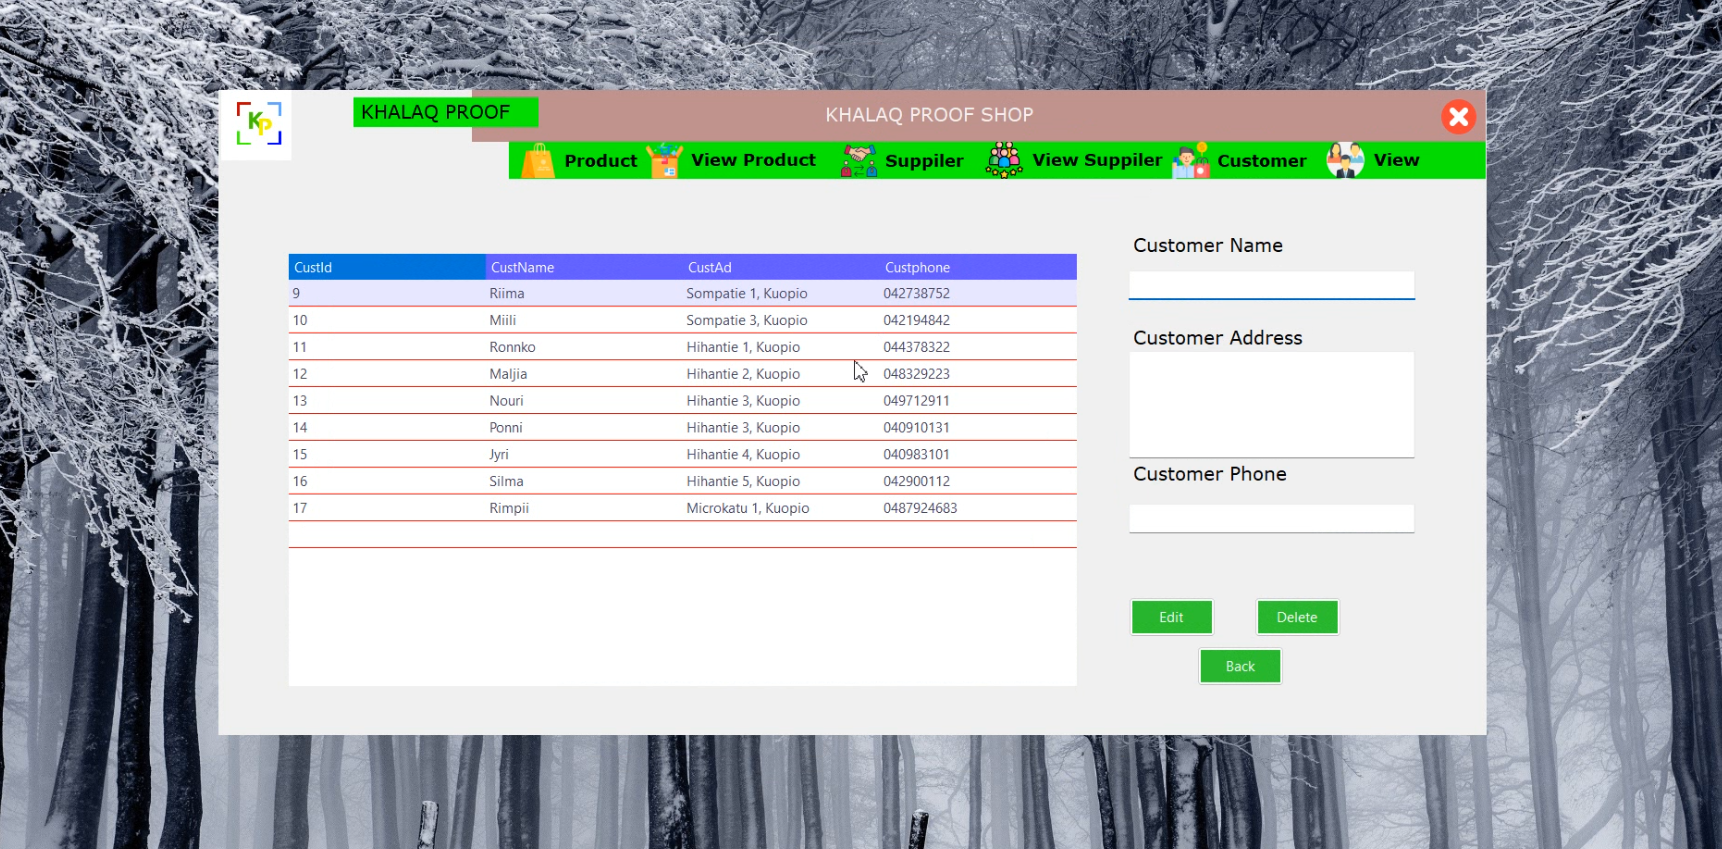 KP
KHALAQ PROOF
KHALAQ PROOF SHOP
Product View Product Suppiler View Suppiler Customer View
CustId CustName CustAd Custphone
9 Riima Sompatie 1, Kuopio 042738752
10 Miili Sompatie 3, Kuopio 042194842
11 Ronnko Hihantie 1, Kuopio 044378322
12 Maljia Hihantie 2, Kuopio 048329223
13 Nouri Hihantie 3, Kuopio 049712911
14 Ponni Hihantie 3, Kuopio 040910131
15 Jyri Hihantie 4, Kuopio 040983101
16 Silma Hihantie 5, Kuopio 042900112
17 Rimpii Microkatu 1, Kuopio 0487924683
Customer Name
Customer Address
Customer Phone
Edit Delete
Back